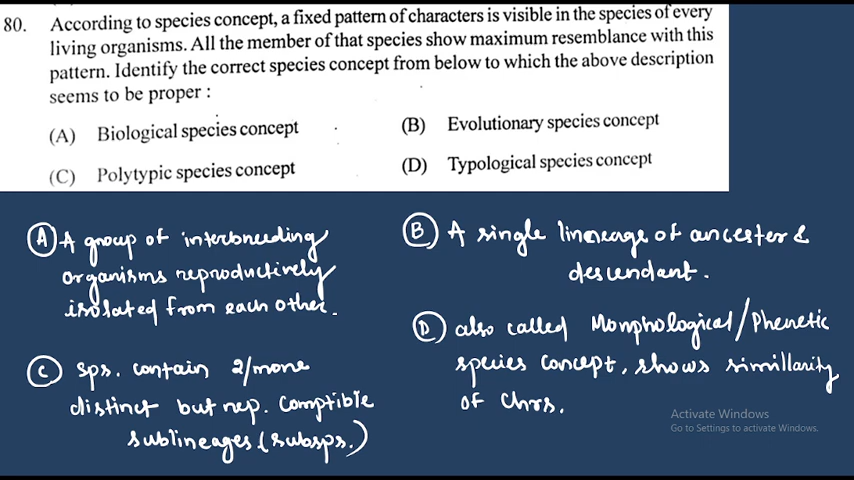 80. According to species concept, a fixed pattern of characters is visible in the species of every
living organisms. All the member of that species show maximum resemblance with this
pattern. Identify the correct species concept from below to which the above description
seems to be proper :
(A) Biological species concept (B) Evolutionary species concept
(C) Polytypic species concept (D) Typological species concept
(A) A group of interbreeding
organisms reproductively
isolated from each other.
(B) A single linereage of ancester &
descendant.
(C) Sps. contain 2/more
distinct but rep. comptible
sublineages (subsps.)
(D) also called Morphological/Phenetic
species concept, shows simillarity
of Chrs.
Activate Windows
Go to Settings to activate Windows.